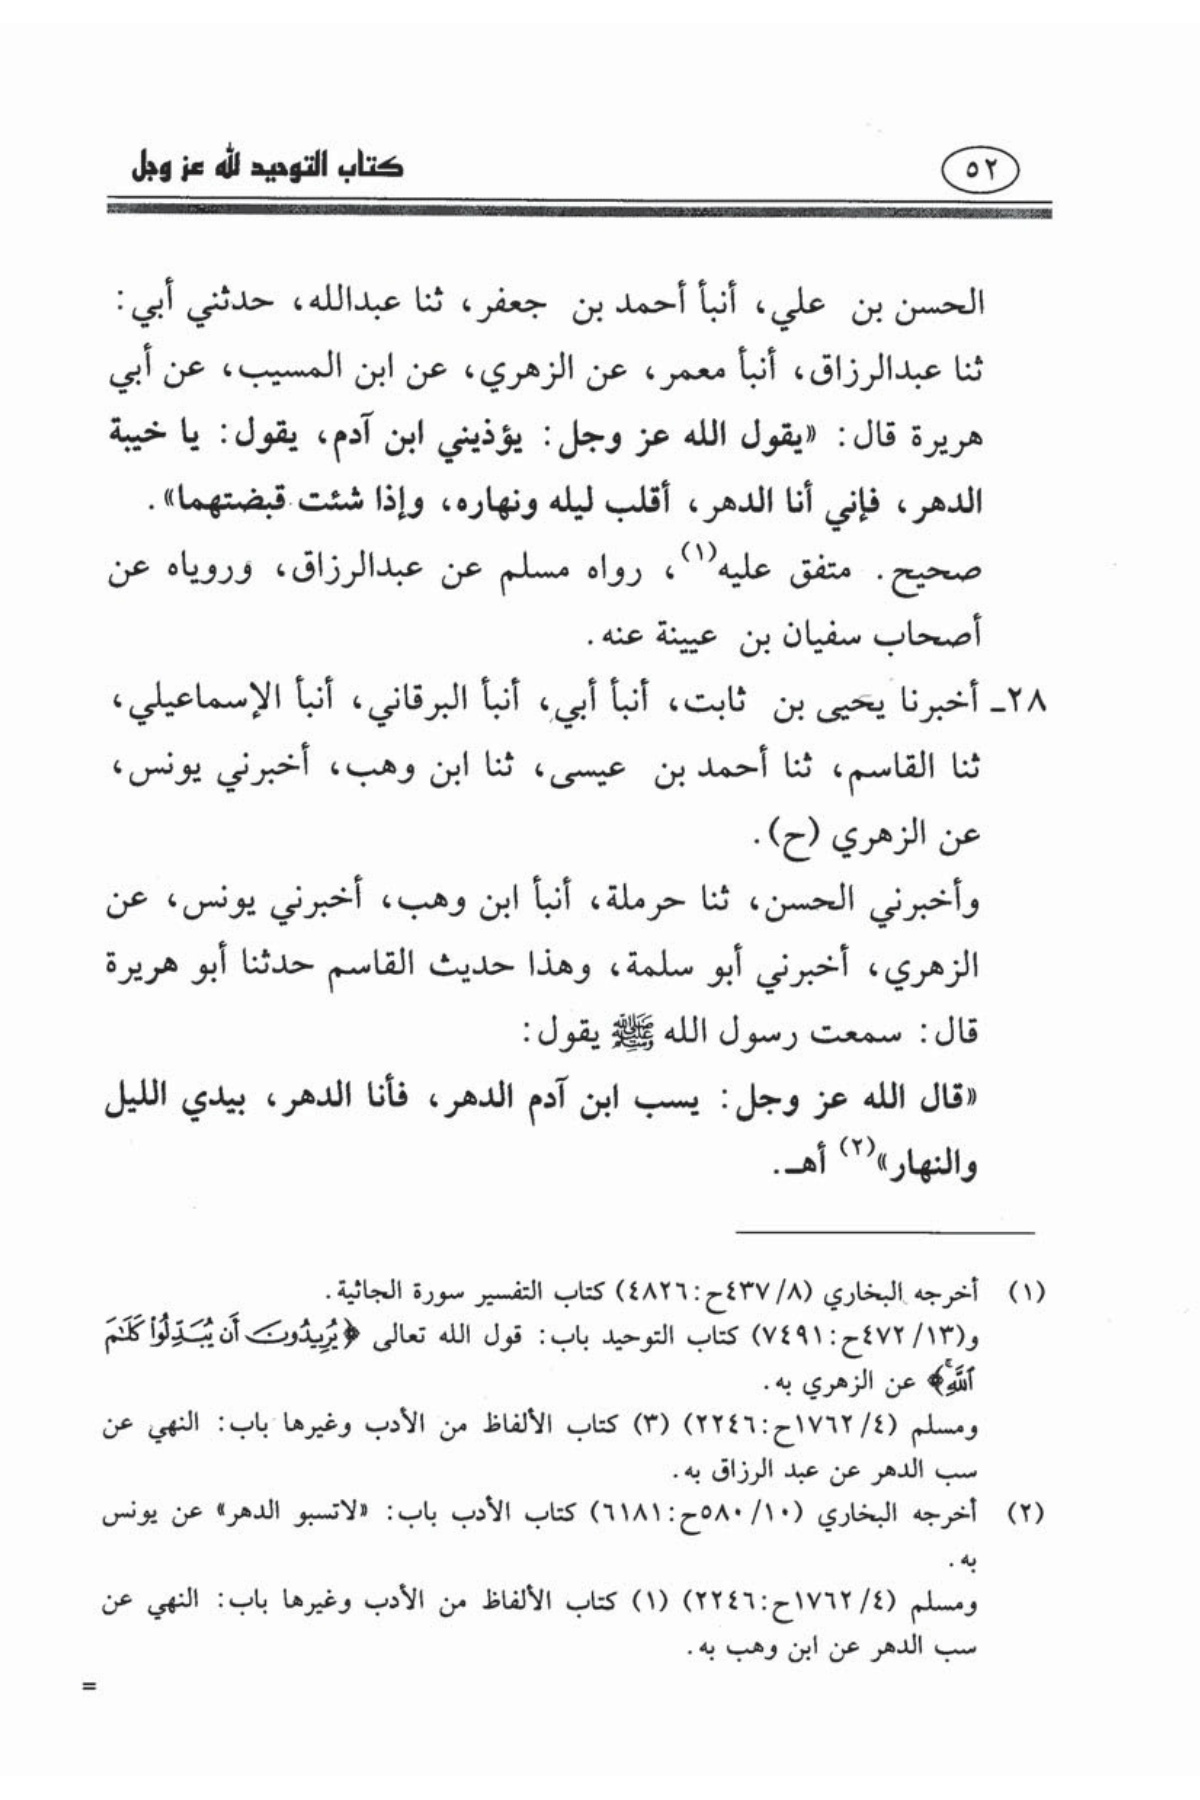 ٥٢
كتاب التوحيد لله عز وجل
الحسن بن علي، أنبأ أحمد بن جعفر، ثنا عبدالله، حدثني أبي:
ثنا عبدالرزاق، أنبأ معمر، عن الزهري، عن ابن المسيب، عن أبي
هريرة قال: «يقول الله عز وجل: يؤذيني ابن آدم، يقول: يا خيبة
الدهر، فإني أنا الدهر، أقلب ليله ونهاره، وإذا شئت قبضتهما».
صحيح. متفق عليه(١)، رواه مسلم عن عبدالرزاق، وروياه عن
أصحاب سفيان بن عيينة عنه.
٢٨ـ أخبرنا يحيى بن ثابت، أنبأ أبي، أنبأ البرقاني، أنبأ الإسماعيلي،
ثنا القاسم، ثنا أحمد بن عيسى، ثنا ابن وهب، أخبرني يونس،
عن الزهري (ح).
وأخبرني الحسن، ثنا حرملة، أنبأ ابن وهب، أخبرني يونس، عن
الزهري، أخبرني أبو سلمة، وهذا حديث القاسم حدثنا أبو هريرة
قال: سمعت رسول الله ﷺ يقول:
«قال الله عز وجل: يسب ابن آدم الدهر، فأنا الدهر، بيدي الليل
والنهار»(٢) أهـ.
(١) أخرجه البخاري (٨/ ٤٣٧ح:٤٨٢٦) كتاب التفسير سورة الجاثية.
و(١٣/ ٤٧٢ح:٧٤٩١) كتاب التوحيد باب: قول الله تعالى ﴿يُرِيدُونَ أَن يُبَدِّلُوا۟ كَلَٰمَ
ٱللَّهِۚ﴾ عن الزهري به.
ومسلم (٤/ ١٧٦٢ح:٢٢٤٦) (٣) كتاب الألفاظ من الأدب وغيرها باب: النهي عن
سب الدهر عن عبد الرزاق به.
(٢) أخرجه البخاري (١٠/ ٥٨٠ح:٦١٨١) كتاب الأدب باب: «لاتسبو الدهر» عن يونس
به.
ومسلم (٤/ ١٧٦٢ح:٢٢٤٦) (١) كتاب الألفاظ من الأدب وغيرها باب: النهي عن
سب الدهر عن ابن وهب به.
=